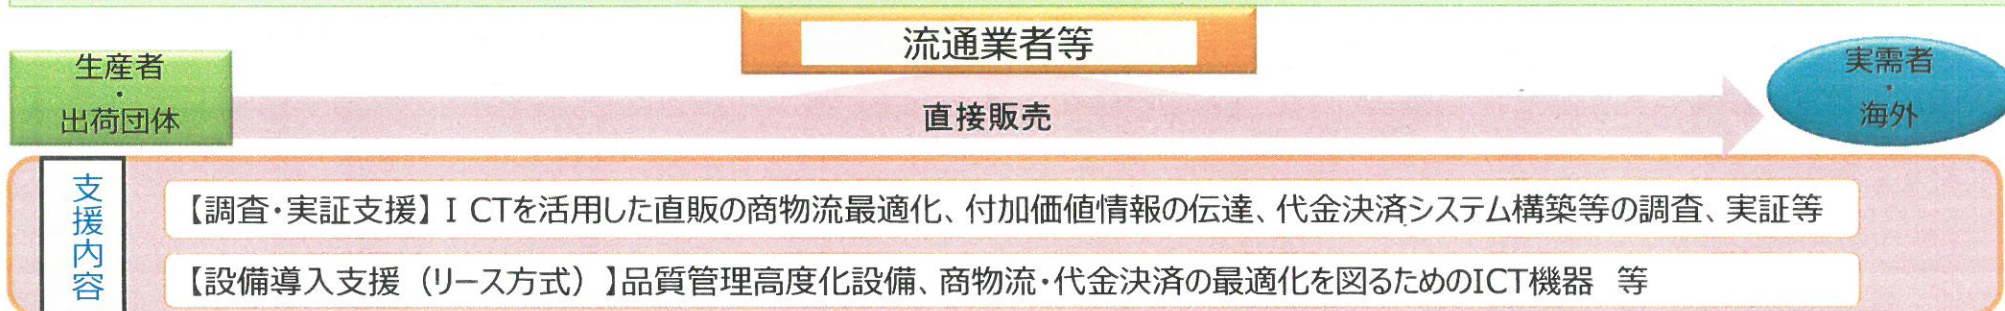 流通業者等
生産者
・
出荷団体
実需者
・
海外
直接販売
支援内容
【調査・実証支援】ＩCTを活用した直販の商物流最適化、付加価値情報の伝達、代金決済システム構築等の調査、実証等
【設備導入支援（リース方式）】品質管理高度化設備、商物流・代金決済の最適化を図るためのICT機器　等